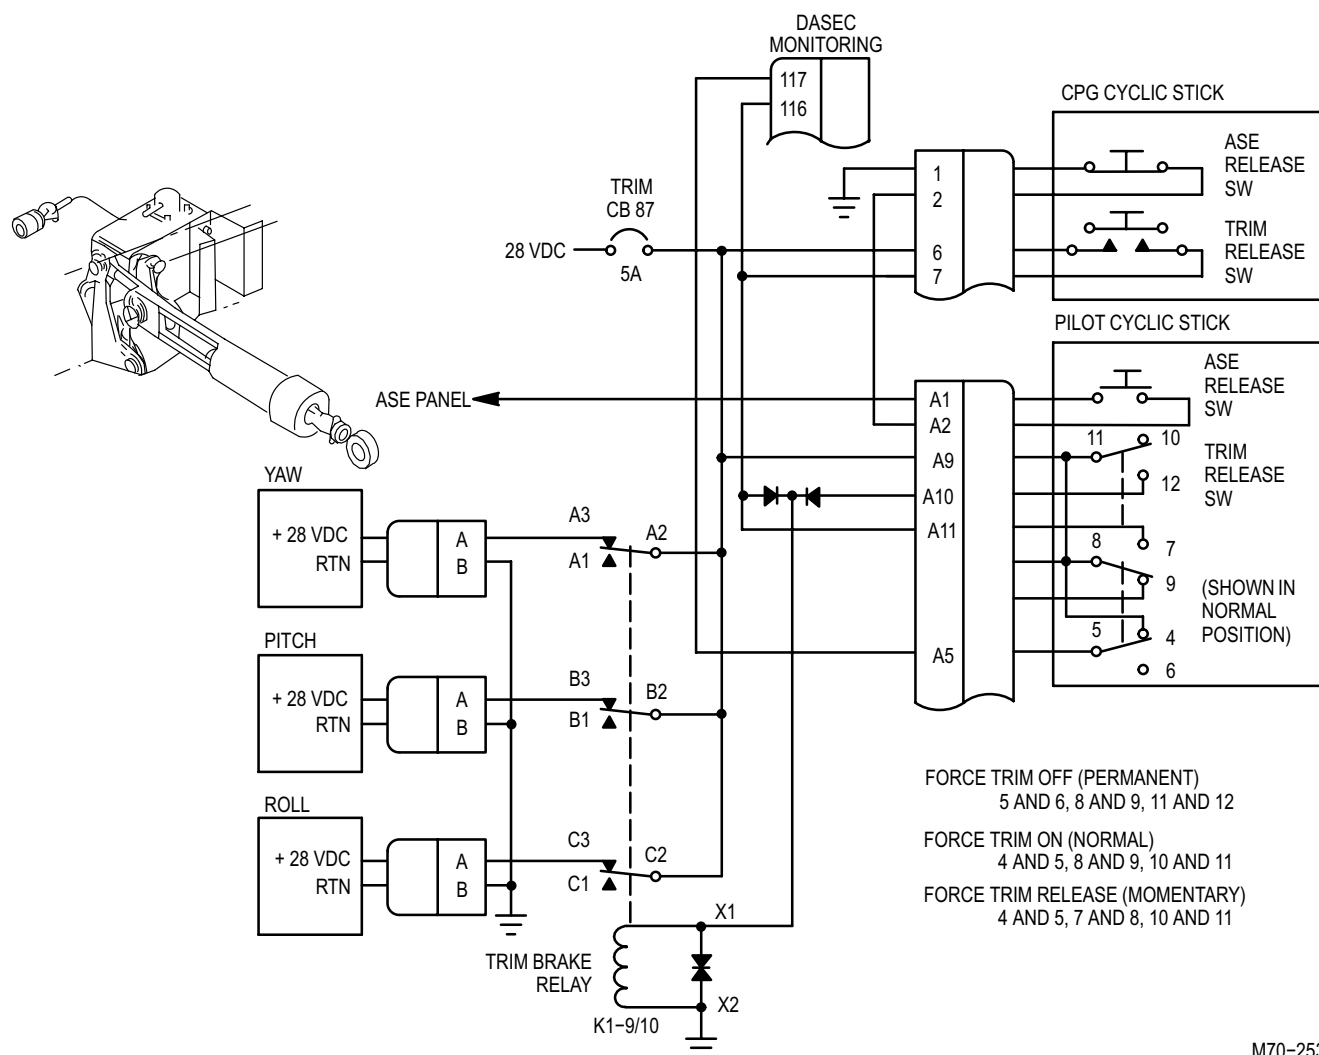 DASEC
MONITORING
117
116
CPG CYCLIC STICK
ASE
RELEASE
SW
TRIM
RELEASE
SW
1
2
6
7
TRIM
CB 87
28 VDC
5A
PILOT CYCLIC STICK
ASE
RELEASE
SW
ASE PANEL
A1
A2
A9
A10
A11
A5
11
10
12
TRIM
RELEASE
SW
8
7
9
5
4
6
(SHOWN IN
NORMAL
POSITION)
YAW
+ 28 VDC
RTN
A
B
A3
A1
A2
PITCH
+ 28 VDC
RTN
A
B
B3
B1
B2
ROLL
+ 28 VDC
RTN
A
B
C3
C1
C2
X1
X2
TRIM BRAKE
RELAY
K1−9/10
FORCE TRIM OFF (PERMANENT)
5 AND 6, 8 AND 9, 11 AND 12
FORCE TRIM ON (NORMAL)
4 AND 5, 8 AND 9, 10 AND 11
FORCE TRIM RELEASE (MOMENTARY)
4 AND 5, 7 AND 8, 10 AND 11
M70−253